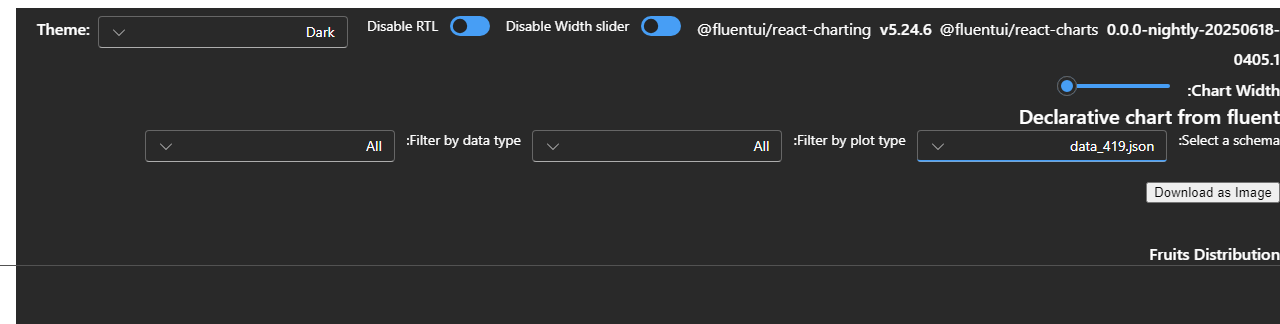 Theme: Dark Disable RTL Disable Width slider @fluentui/react-charting v5.24.6 @fluentui/react-charts 0.0.0-nightly-20250618-
0405.1
:Chart Width
Declarative chart from fluent
:Select a schema data_419.json :Filter by plot type All :Filter by data type All
Download as Image
Fruits Distribution